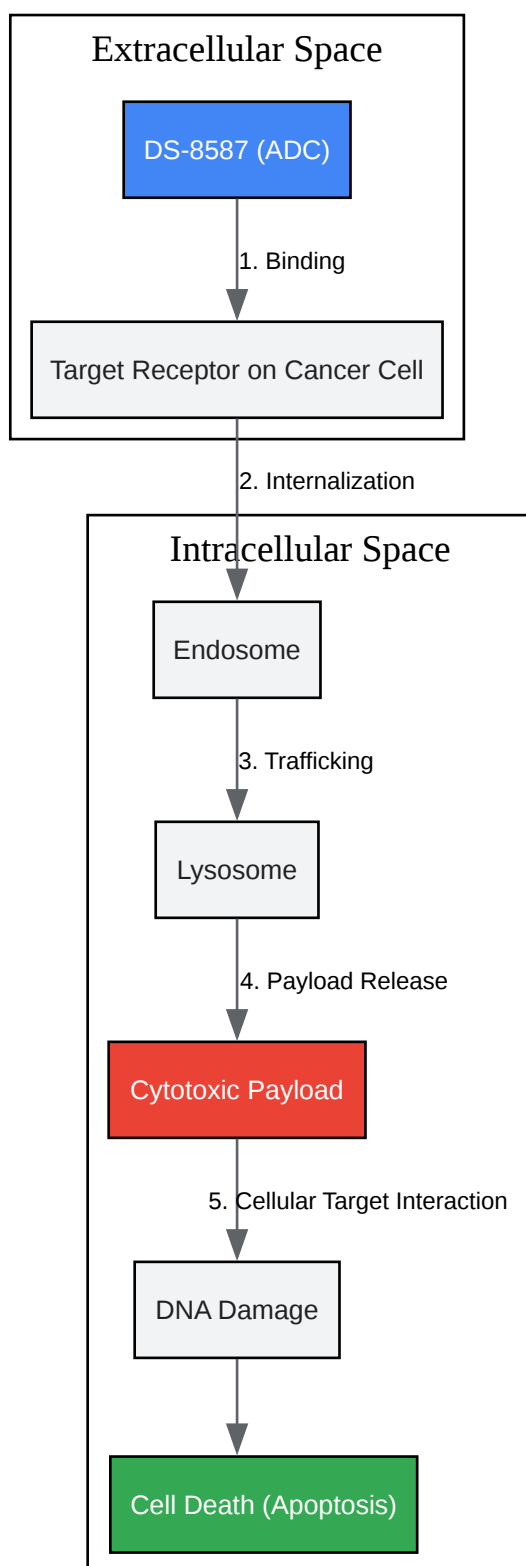 Extracellular Space
DS-8587 (ADC)
1. Binding
Target Receptor on Cancer Cell
2. Internalization
Intracellular Space
Endosome
3. Trafficking
Lysosome
4. Payload Release
Cytotoxic Payload
5. Cellular Target Interaction
DNA Damage
Cell Death (Apoptosis)